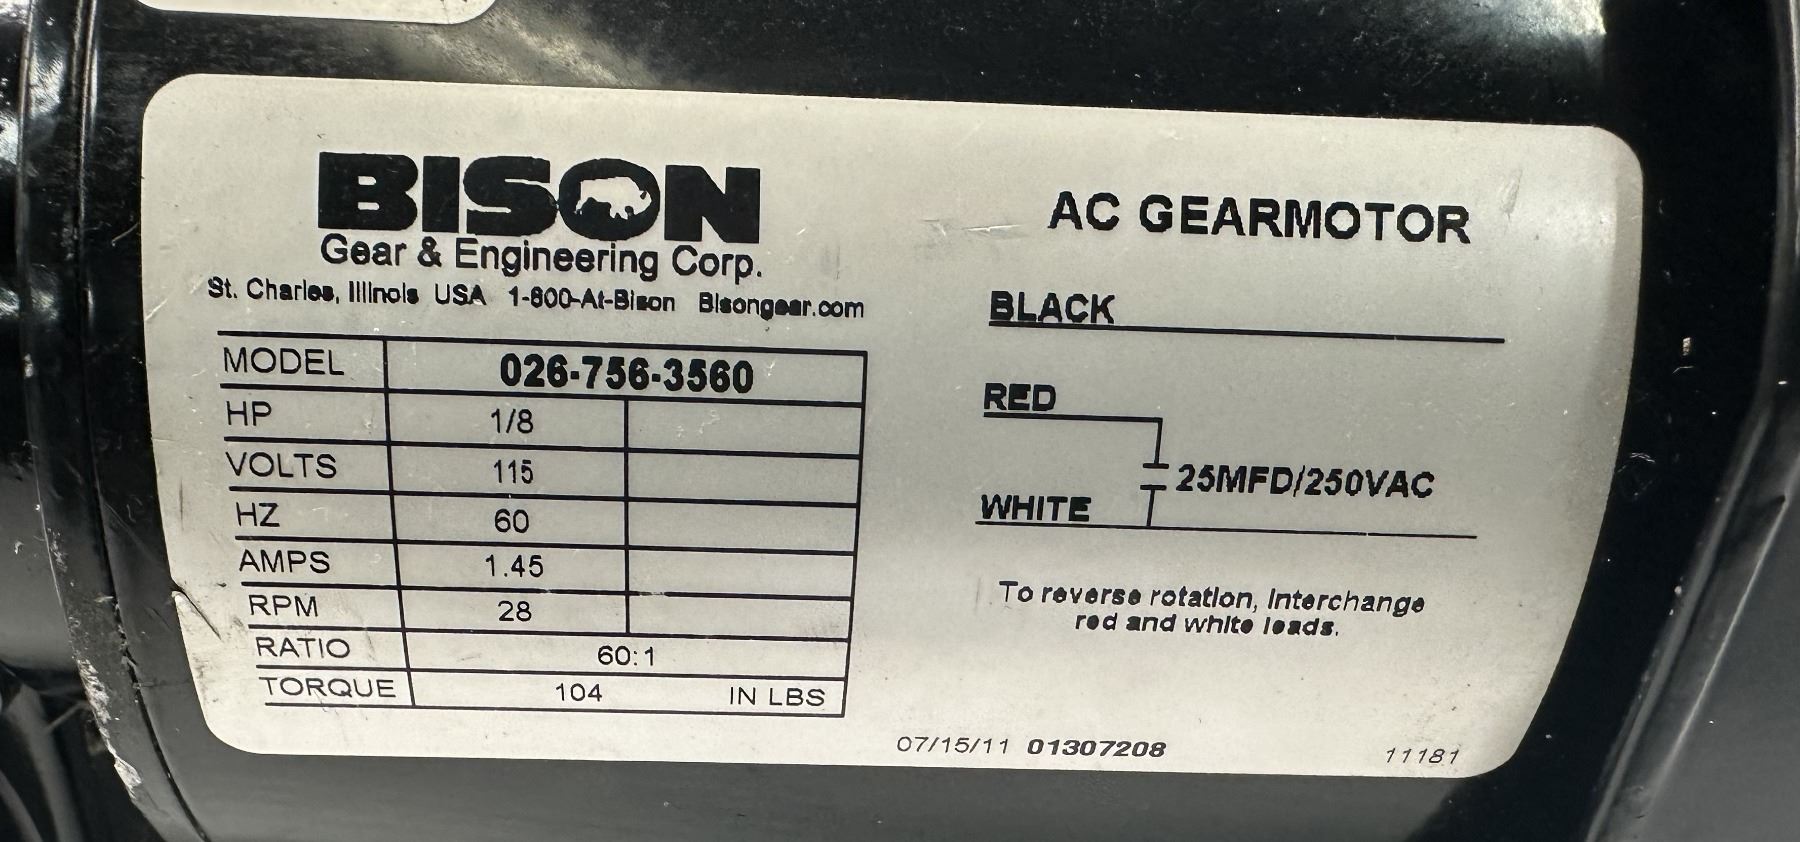 BISON
Gear & Engineering Corp.
St. Charles, Illinois USA 1-800-At-Bison Bisongear.com
MODEL 026-756-3560
HP 1/8
VOLTS 115
HZ 60
AMPS 1.45
RPM 28
RATIO 60:1
TORQUE 104 IN LBS
AC GEARMOTOR
BLACK
RED
25MFD/250VAC
WHITE
To reverse rotation, interchange
red and white leads.
07/15/11 01307208 11181